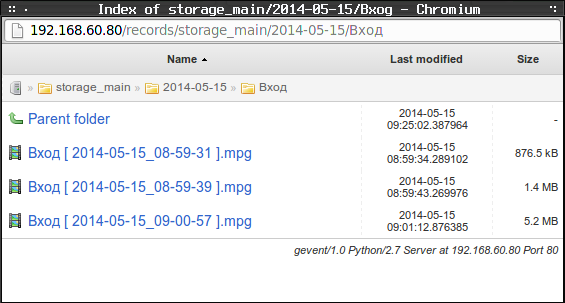 Index of storage_main/2014-05-15/Вход - Chromium
192.168.60.80/records/storage_main/2014-05-15/Вход
Name Last modified Size
» storage_main » 2014-05-15 » Вход
Parent folder 2014-05-15 09:25:02.387964 -
Вход [ 2014-05-15_08-59-31 ].mpg 2014-05-15 08:59:34.289102 876.5 kB
Вход [ 2014-05-15_08-59-39 ].mpg 2014-05-15 08:59:43.269976 1.4 MB
Вход [ 2014-05-15_09-00-57 ].mpg 2014-05-15 09:01:12.876385 5.2 MB
gevent/1.0 Python/2.7 Server at 192.168.60.80 Port 80